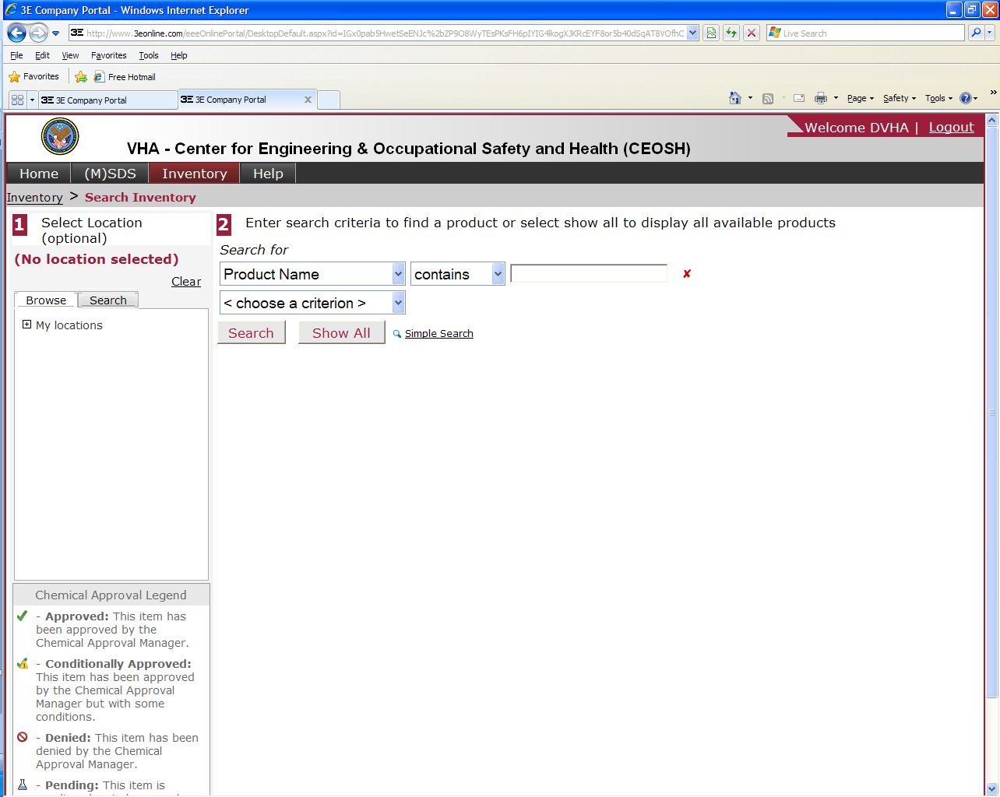 3E Company Portal - Windows Internet Explorer
http://www.3eonline.com/eeeOnlinePortal/DesktopDefault.aspx?id=IGx0pab5HwetSeENJc%2bZP9O8WyTEsPKsFH6pIYIG4lkogXJKRcEYF8or5b40dSqAT8VOfhC
Live Search
File Edit View Favorites Tools Help
Favorites Free Hotmail
3E 3E Company Portal 3E 3E Company Portal
Page Safety Tools
Welcome DVHA | Logout
VHA - Center for Engineering & Occupational Safety and Health (CEOSH)
Home (M)SDS Inventory Help
Inventory > Search Inventory
1 Select Location
(optional)
(No location selected)
Clear
Browse Search
My locations
2 Enter search criteria to find a product or select show all to display all available products
Search for
Product Name contains
< choose a criterion >
Search Show All Simple Search
Chemical Approval Legend
- Approved: This item has
been approved by the
Chemical Approval Manager.
- Conditionally Approved:
This item has been approved
by the Chemical Approval
Manager but with some
conditions.
- Denied: This item has been
denied by the Chemical
Approval Manager.
- Pending: This item is